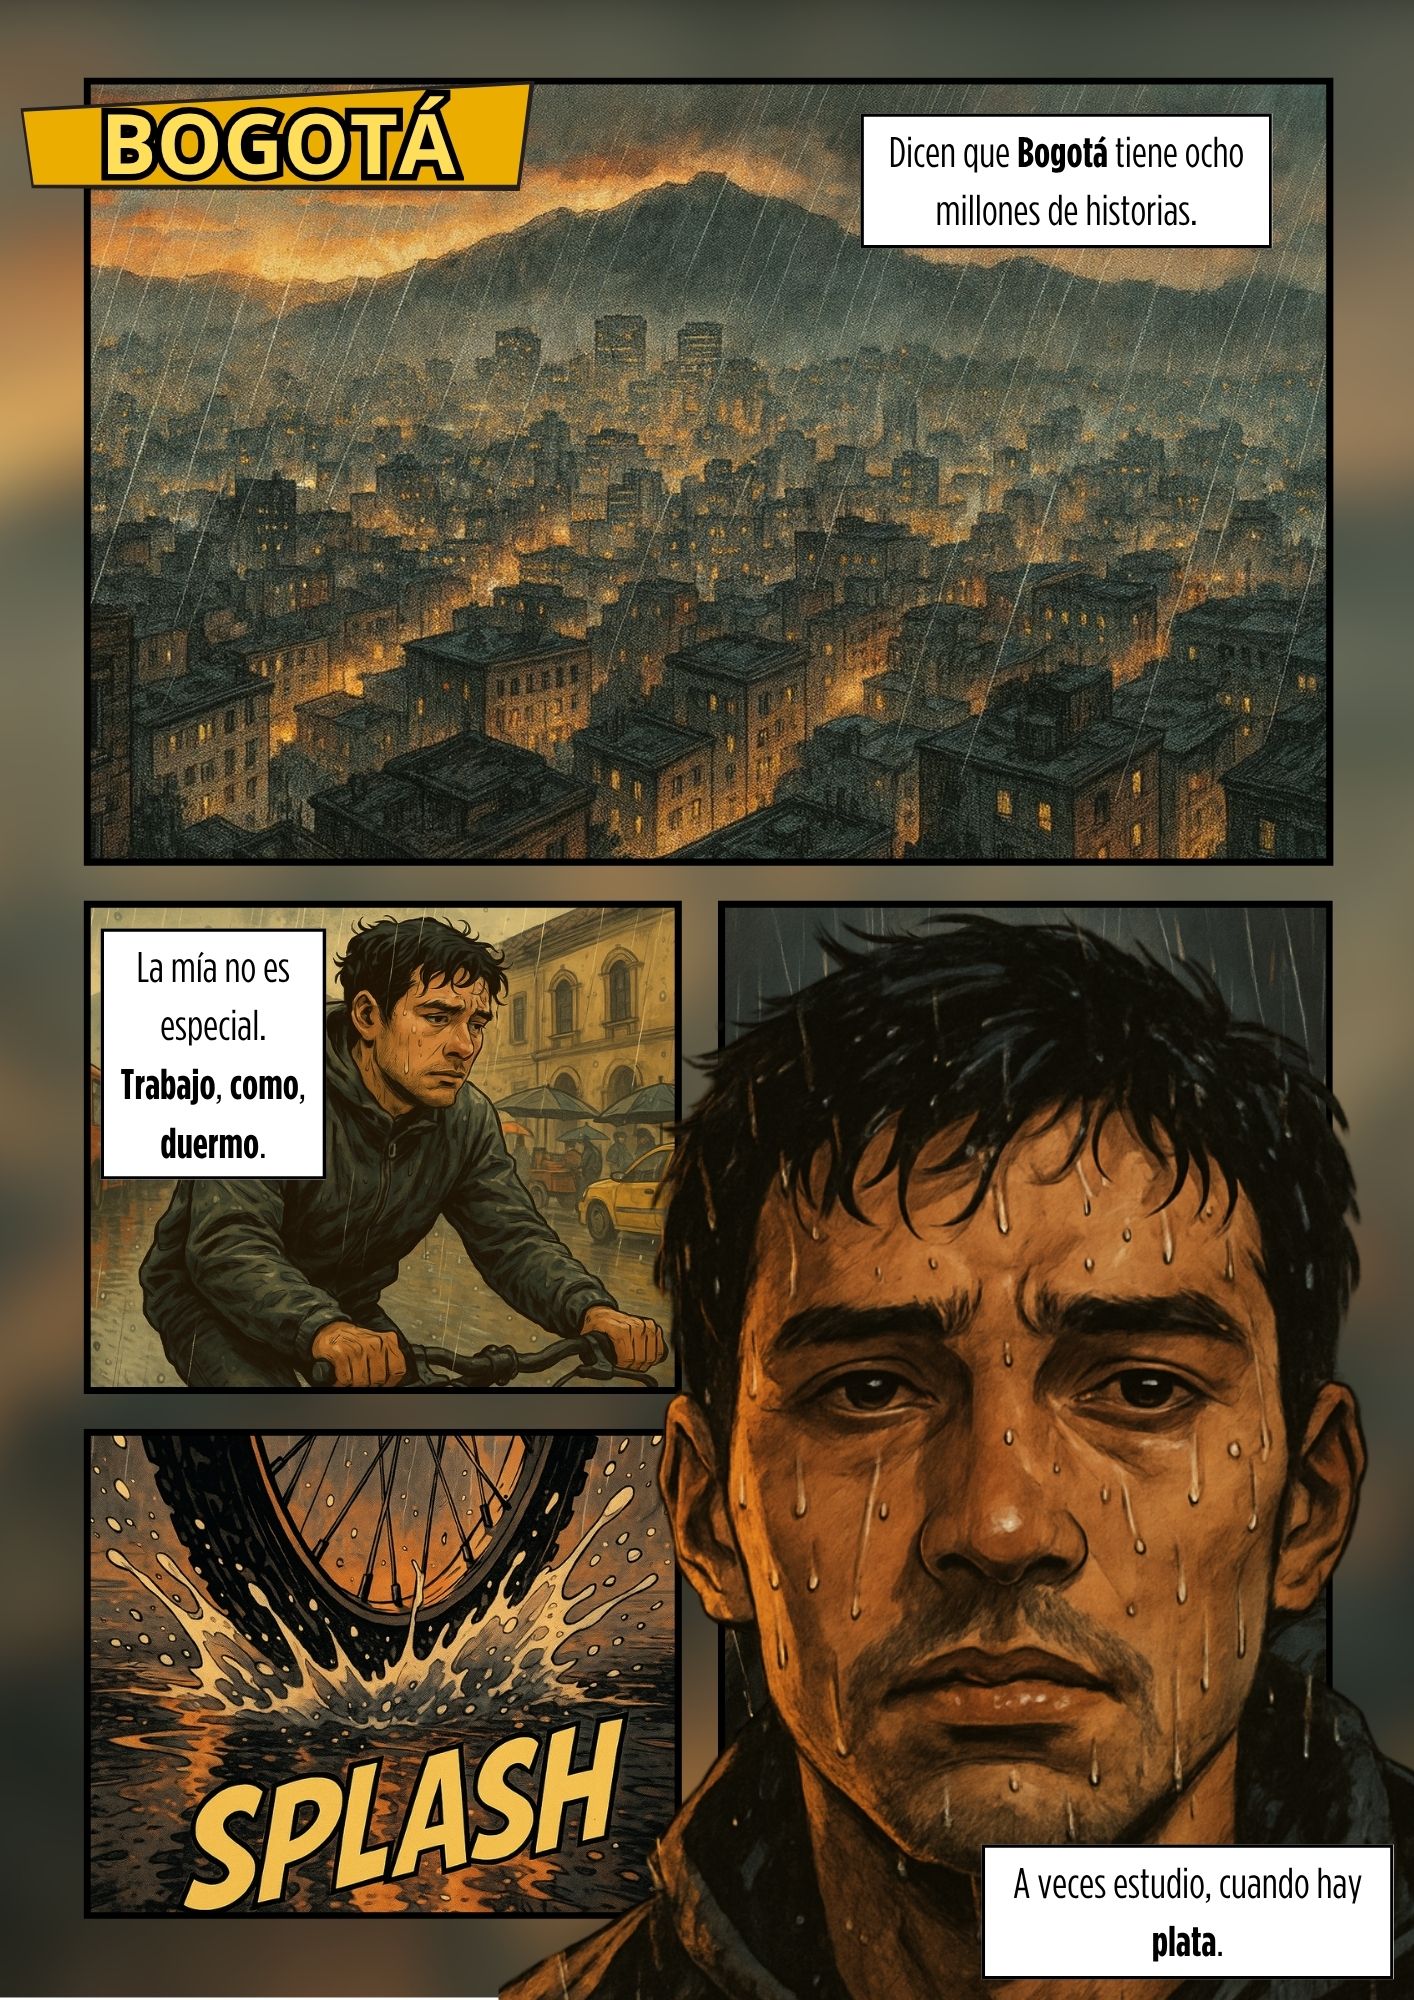 BOGOTÁ
Dicen que Bogotá tiene ocho
millones de historias.
La mía no es
especial.
Trabajo, como,
duermo.
SPLASH
A veces estudio, cuando hay
plata.